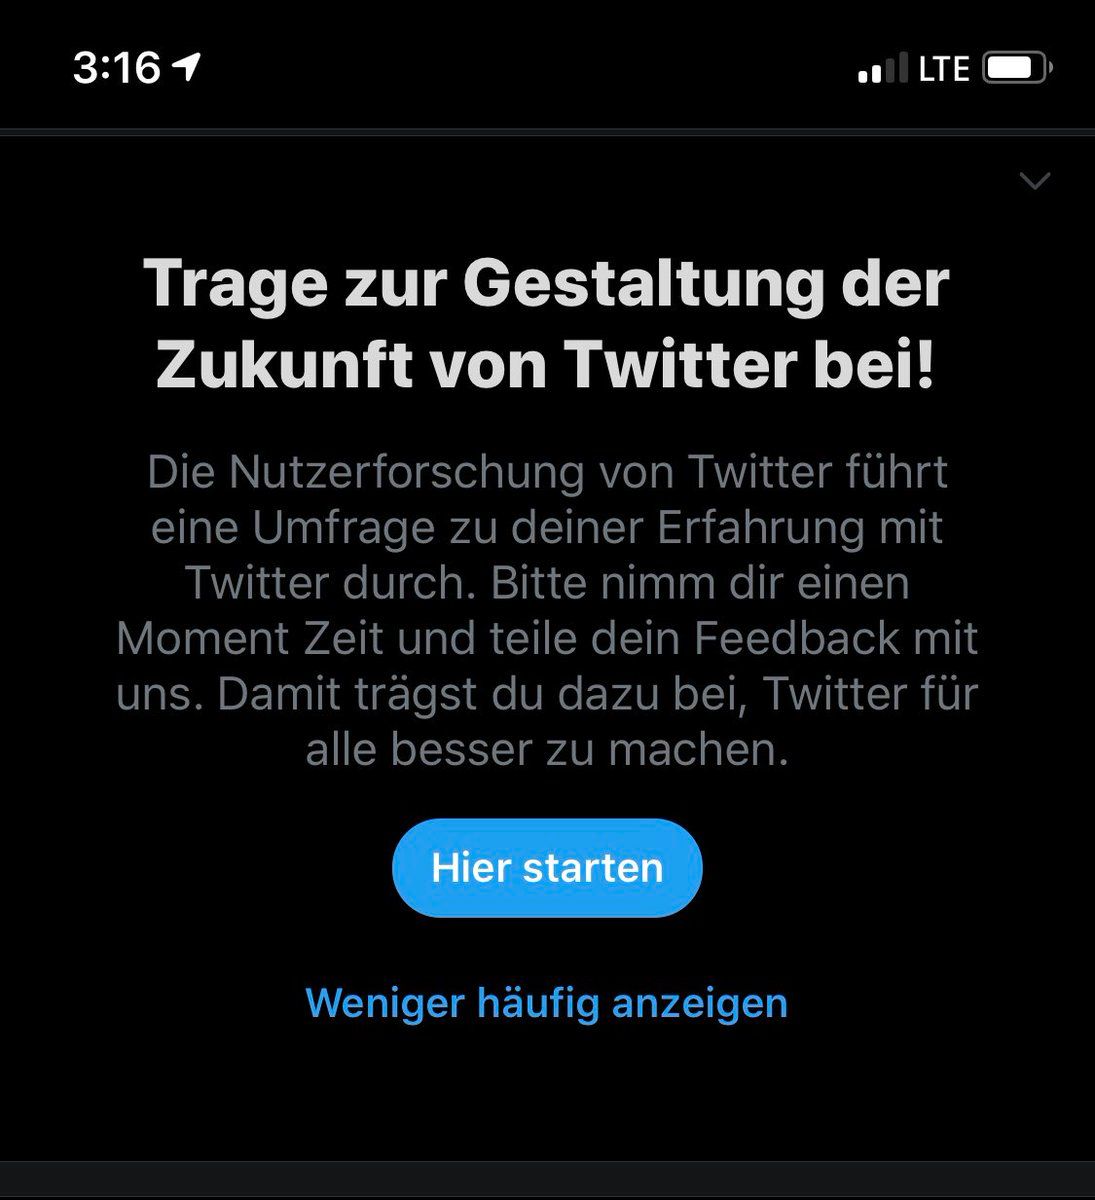 3:16
LTE
Trage zur Gestaltung der
Zukunft von Twitter bei!
Die Nutzerforschung von Twitter führt
eine Umfrage zu deiner Erfahrung mit
Twitter durch. Bitte nimm dir einen
Moment Zeit und teile dein Feedback mit
uns. Damit trägst du dazu bei, Twitter für
alle besser zu machen.
Hier starten
Weniger häufig anzeigen